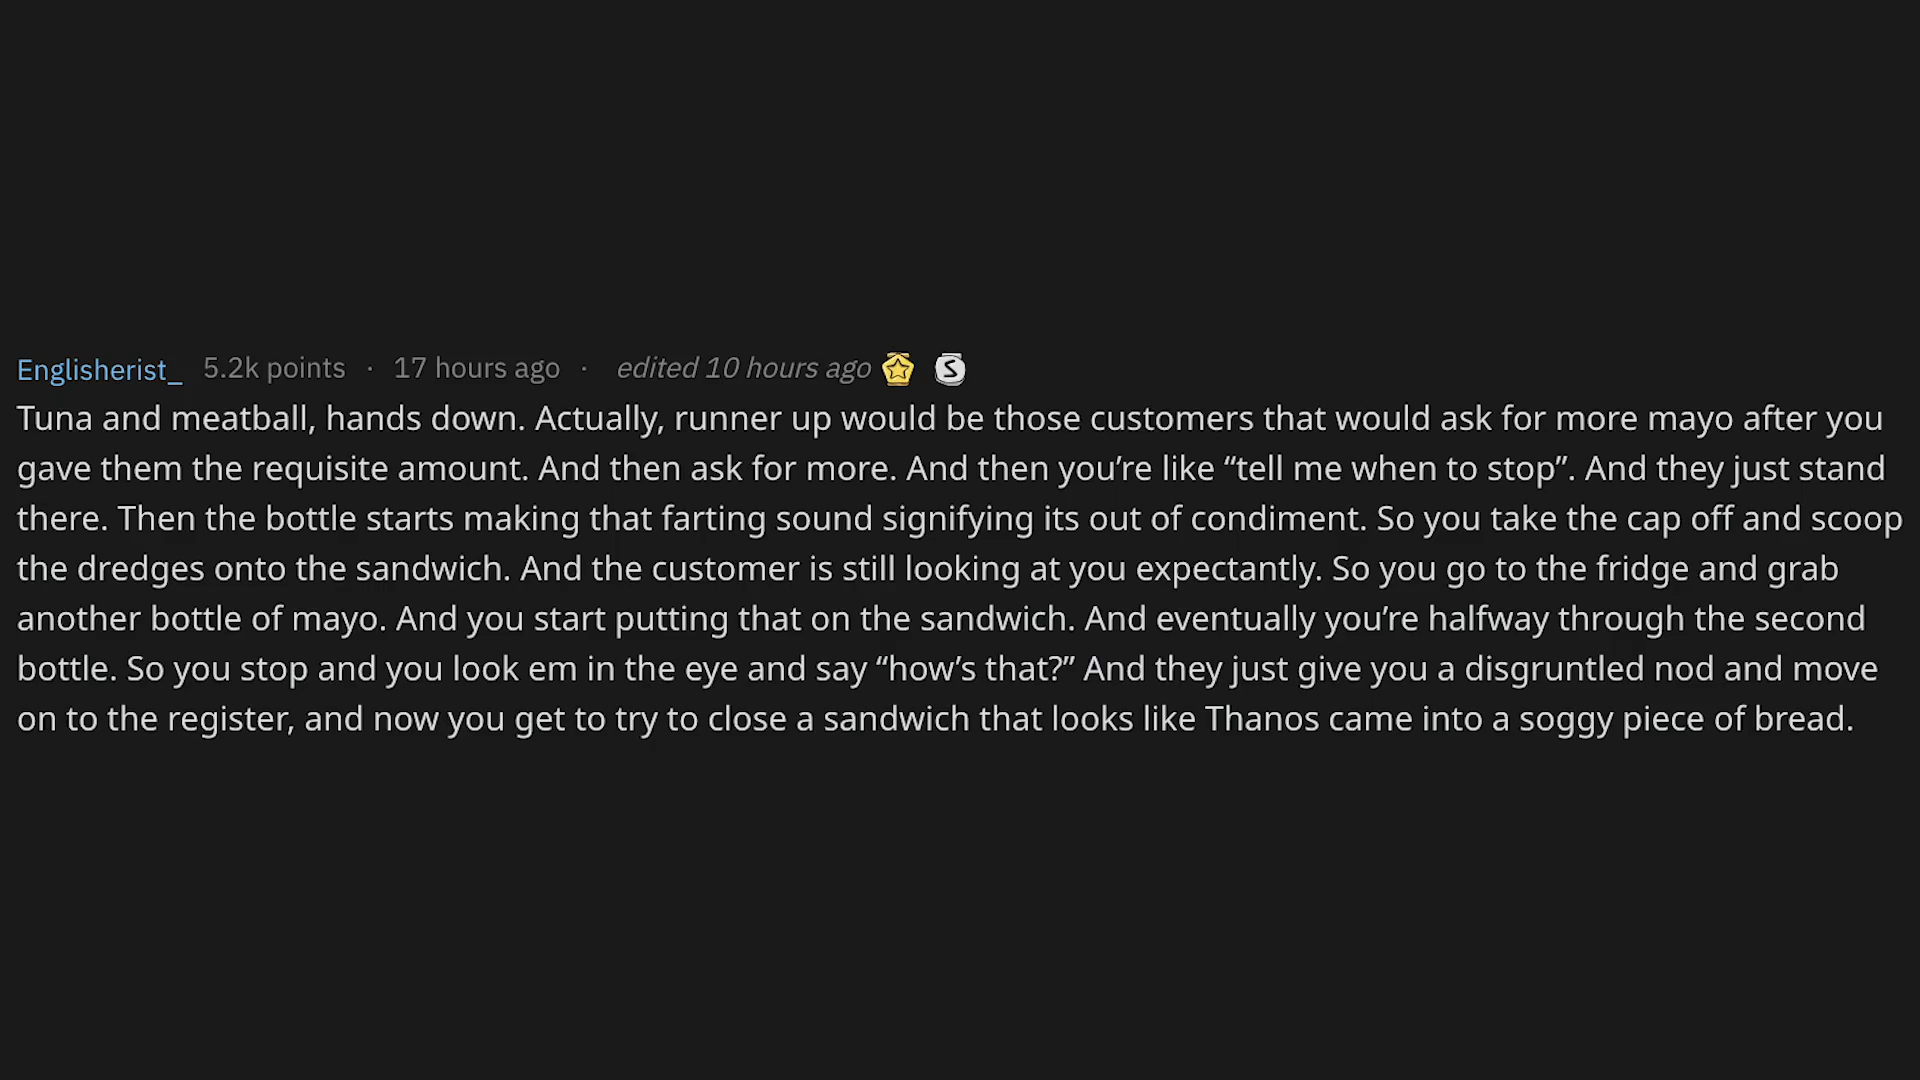 Englisherist_ 5.2k points · 17 hours ago · edited 10 hours ago S
Tuna and meatball, hands down. Actually, runner up would be those customers that would ask for more mayo after you
gave them the requisite amount. And then ask for more. And then you’re like “tell me when to stop”. And they just stand
there. Then the bottle starts making that farting sound signifying its out of condiment. So you take the cap off and scoop
the dredges onto the sandwich. And the customer is still looking at you expectantly. So you go to the fridge and grab
another bottle of mayo. And you start putting that on the sandwich. And eventually you’re halfway through the second
bottle. So you stop and you look em in the eye and say “how’s that?” And they just give you a disgruntled nod and move
on to the register, and now you get to try to close a sandwich that looks like Thanos came into a soggy piece of bread.